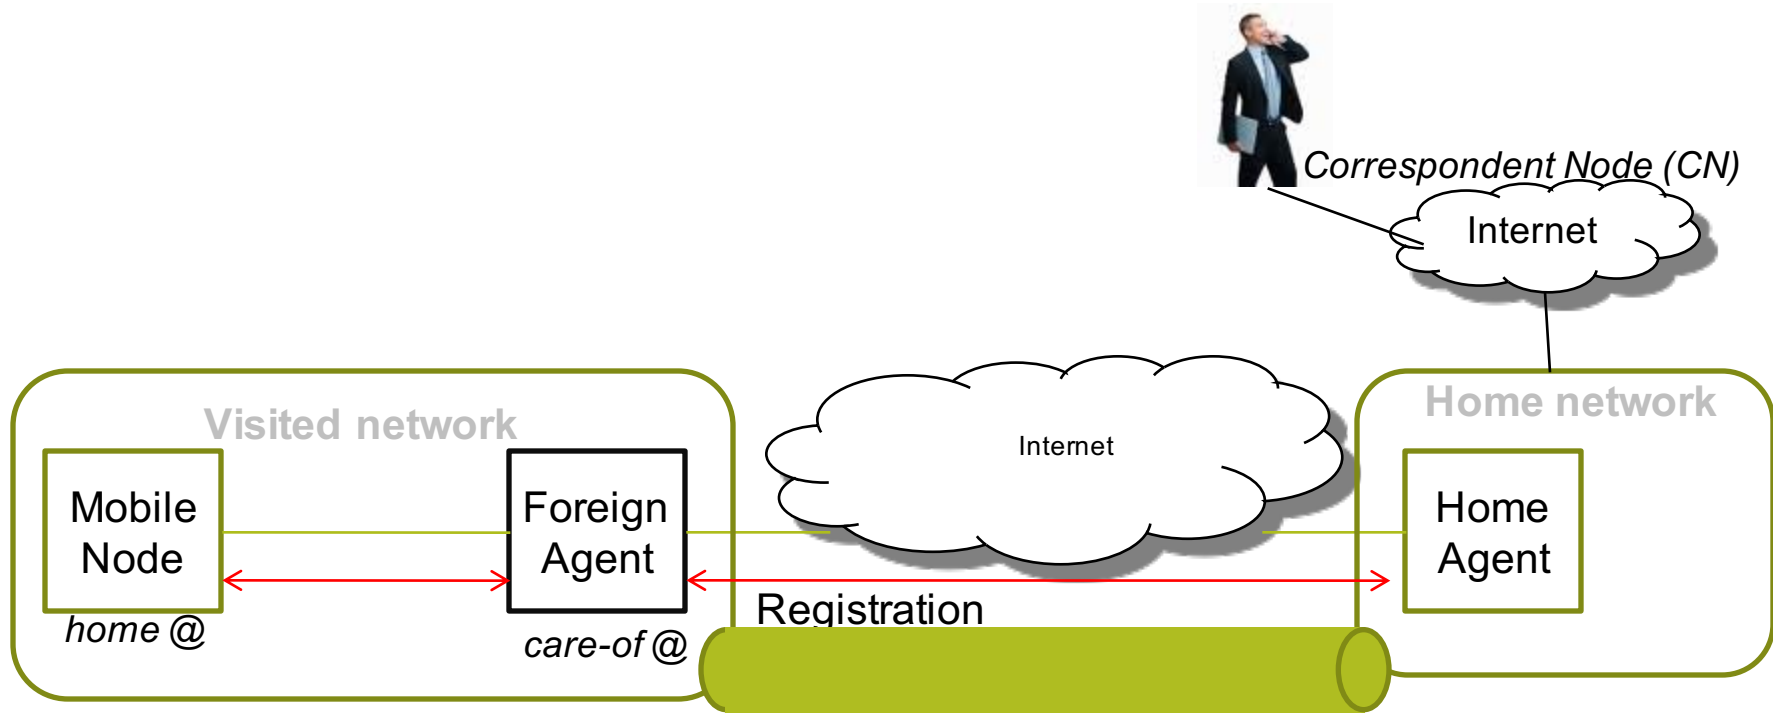 Correspondent Node (CN)
Internet
Visited network
Home network
Internet
Mobile
Node
Foreign
Agent
Home
Agent
Registration
home @
care-of @